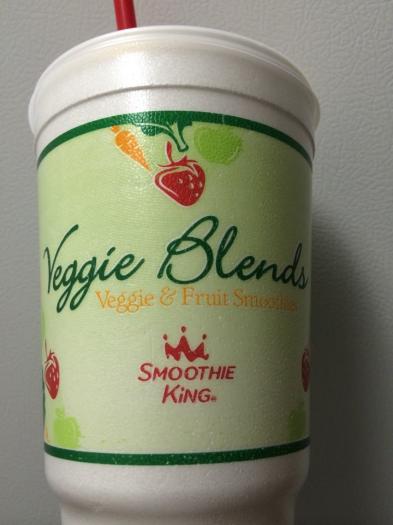 Veggie Blends
Veggie & Fruit Smoothies
SMOOTHIE
KiNG®